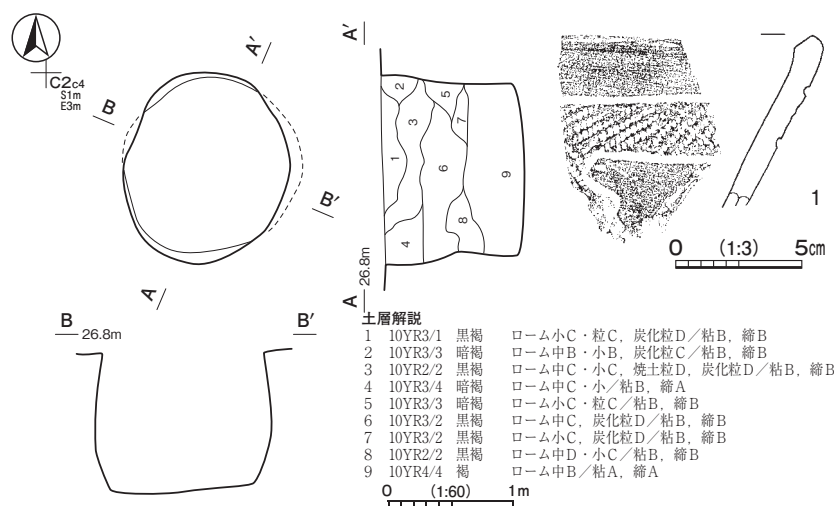 C2c4
S1m
E3m
A'
B
B'
A
A'
2
5
3
7
1
6
9
8
4
A
26.8m
1
0 (1:3) 5cm
B 26.8m B'
土層解説
1 10YR3/1 黒褐 ローム小C・粒C，炭化粒D／粘B，締B
2 10YR3/3 暗褐 ローム中B・小B，炭化粒C／粘B，締B
3 10YR2/2 黒褐 ローム中C・小C，焼土粒D，炭化粒D／粘B，締B
4 10YR3/4 暗褐 ローム中C・小／粘B，締A
5 10YR3/3 暗褐 ローム小C・粒C／粘B，締B
6 10YR3/2 黒褐 ローム中C，炭化粒D／粘B，締B
7 10YR3/2 黒褐 ローム小C，炭化粒D／粘B，締B
8 10YR2/2 黒褐 ローム中D・小C／粘B，締B
9 10YR4/4 褐 ローム中B／粘A，締A
0 (1:60) 1m